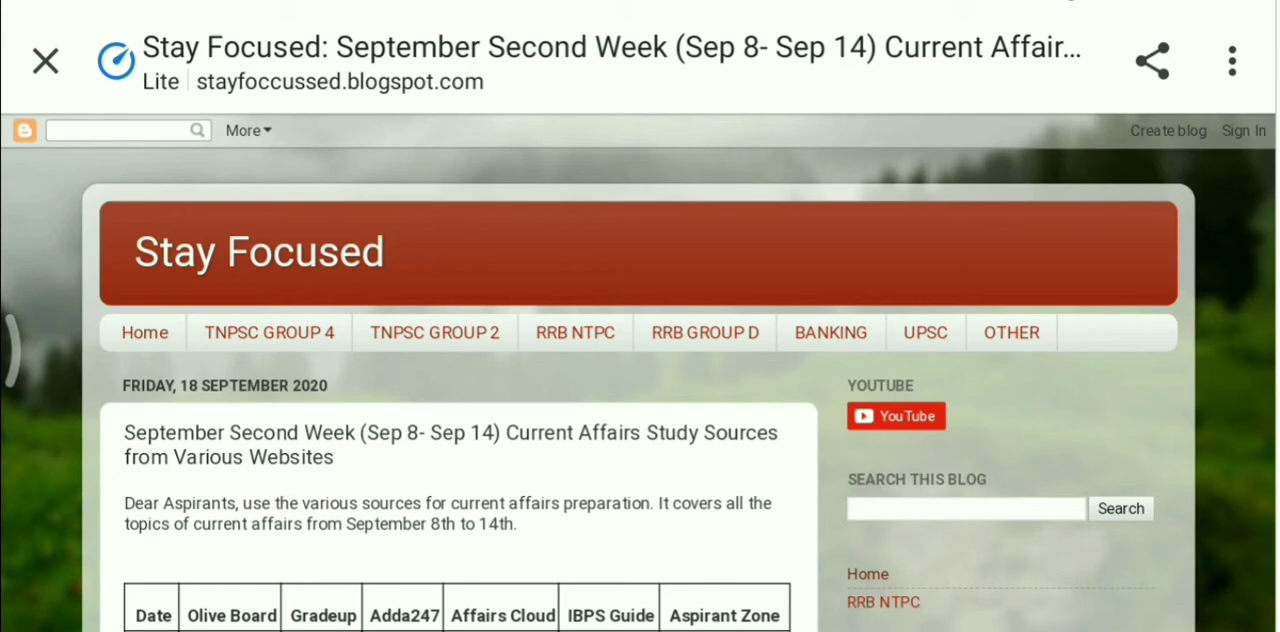 Stay Focused: September Second Week (Sep 8- Sep 14) Current Affair...
Lite stayfoccussed.blogspot.com
More
Create blog Sign In
Stay Focused
Home TNPSC GROUP 4 TNPSC GROUP 2 RRB NTPC RRB GROUP D BANKING UPSC OTHER
FRIDAY, 18 SEPTEMBER 2020
September Second Week (Sep 8- Sep 14) Current Affairs Study Sources
from Various Websites
Dear Aspirants, use the various sources for current affairs preparation. It covers all the
topics of current affairs from September 8th to 14th.
Date Olive Board Gradeup Adda247 Affairs Cloud IBPS Guide Aspirant Zone
YOUTUBE
YouTube
SEARCH THIS BLOG
Search
Home
RRB NTPC